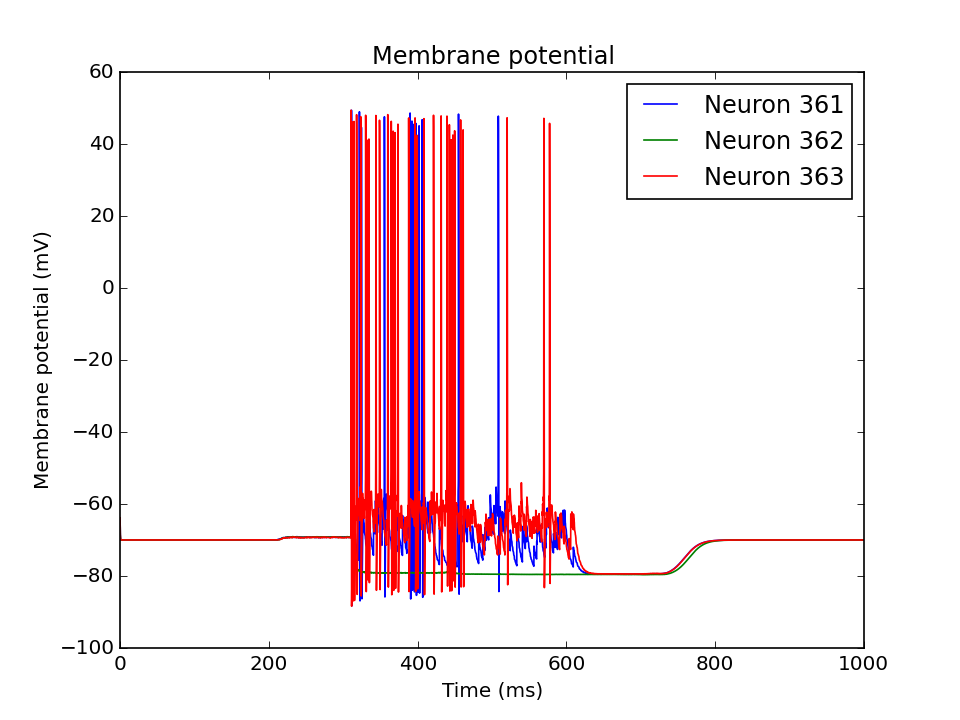 Membrane potential
Neuron 361
Neuron 362
Neuron 363
Membrane potential (mV)
60
40
20
0
−20
−40
−60
−80
−100
0 200 400 600 800 1000
Time (ms)